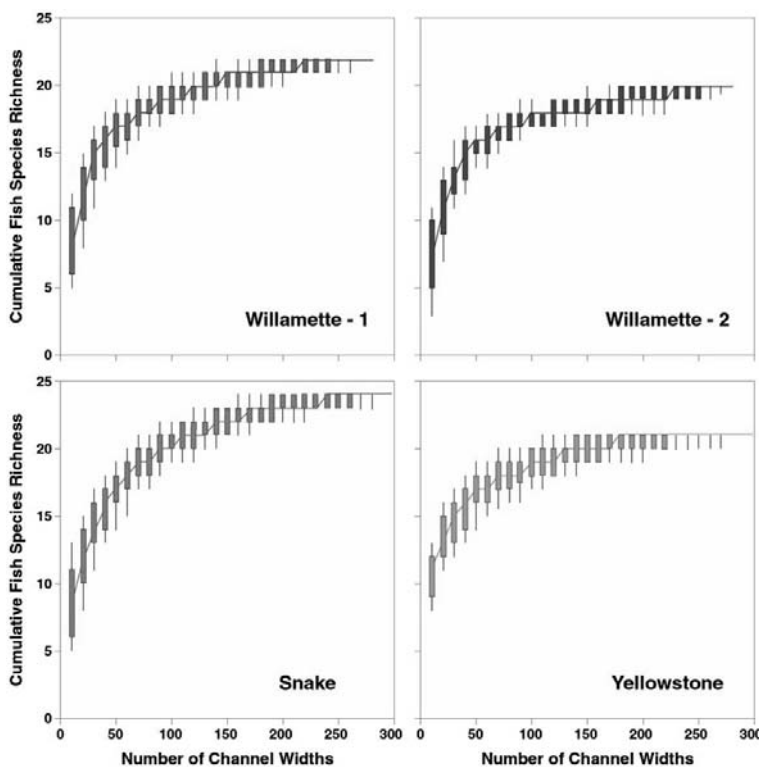 25
20
15
10
5
0
Cumulative Fish Species Richness
Willamette - 1
Willamette - 2
25
20
15
10
5
0
Cumulative Fish Species Richness
Snake
Yellowstone
0 50 100 150 200 250 300
0 50 100 150 200 250 300
Number of Channel Widths
Number of Channel Widths